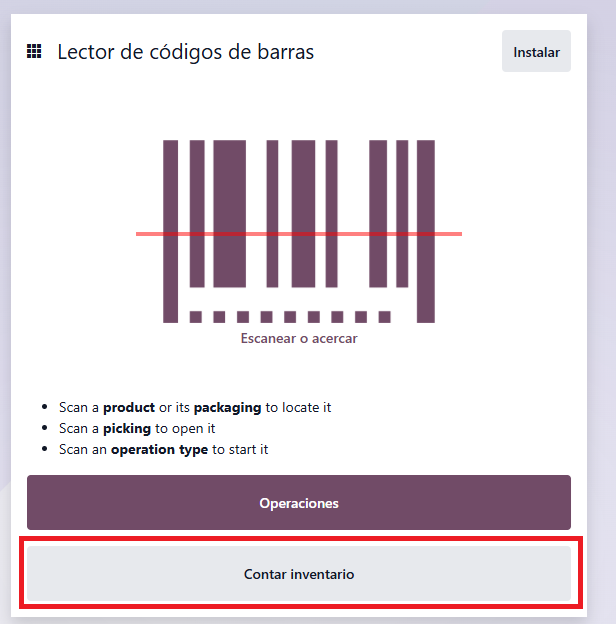 Lector de códigos de barras
Instalar
Escanear o acercar
Scan a product or its packaging to locate it
Scan a picking to open it
Scan an operation type to start it
Operaciones
Contar inventario